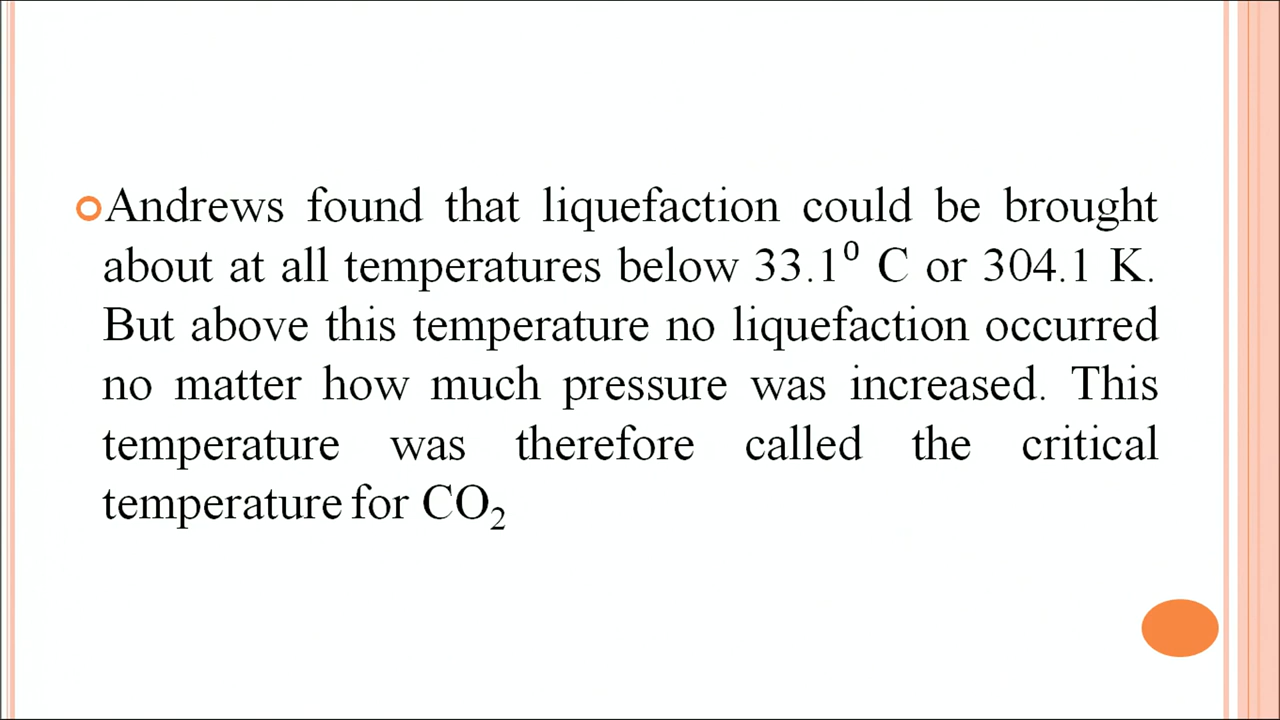 Andrews found that liquefaction could be brought
about at all temperatures below 33.1⁰ C or 304.1 K.
But above this temperature no liquefaction occurred
no matter how much pressure was increased. This
temperature was therefore called the critical
temperature for CO₂